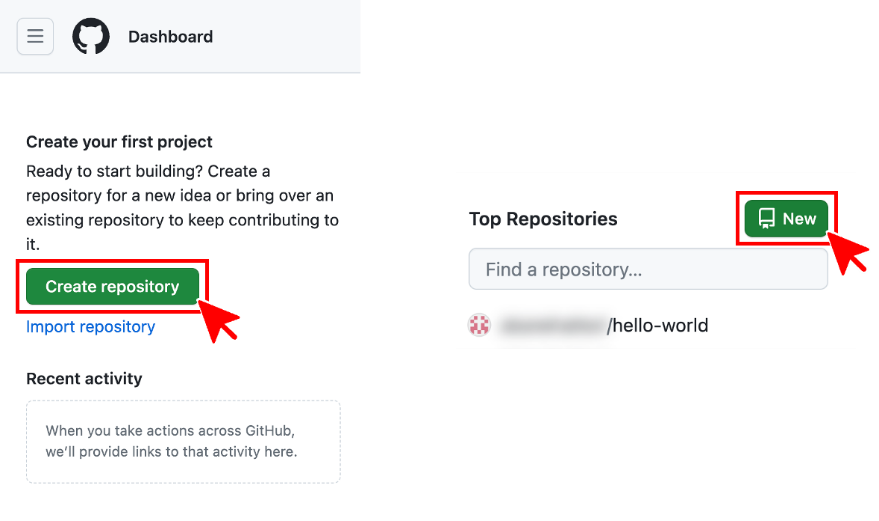 Dashboard
Create your first project
Ready to start building? Create a
repository for a new idea or bring over an
existing repository to keep contributing to
it.
Create repository
Import repository
Recent activity
When you take actions across GitHub,
we'll provide links to that activity here.
Top Repositories
New
Find a repository...
/hello-world